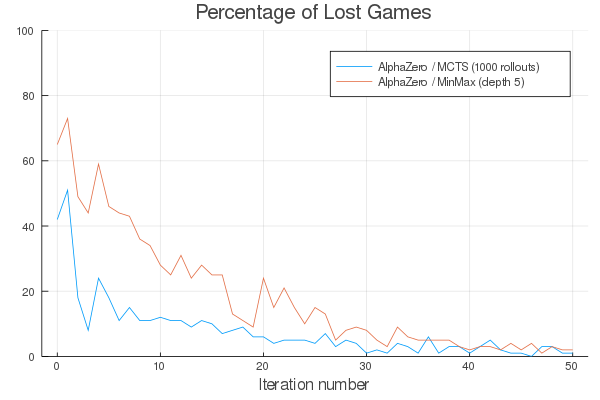 Percentage of Lost Games
100
AlphaZero / MCTS (1000 rollouts)
AlphaZero / MinMax (depth 5)
80
60
40
20
0
0 10 20 30 40 50
Iteration number